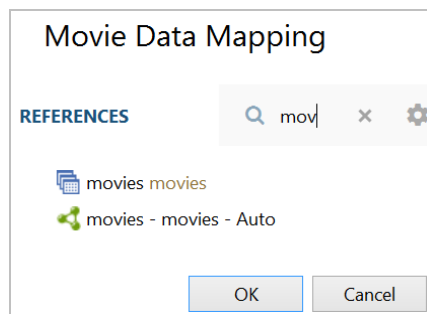 Movie Data Mapping
REFERENCES mov
movies movies
movies - movies - Auto
OK Cancel